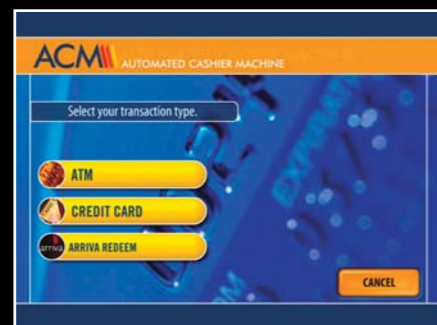 ACM AUTOMATED CASHIER MACHINE
Select your transaction type.
ATM
CREDIT CARD
arriva ARRIVA REDEEM
CANCEL